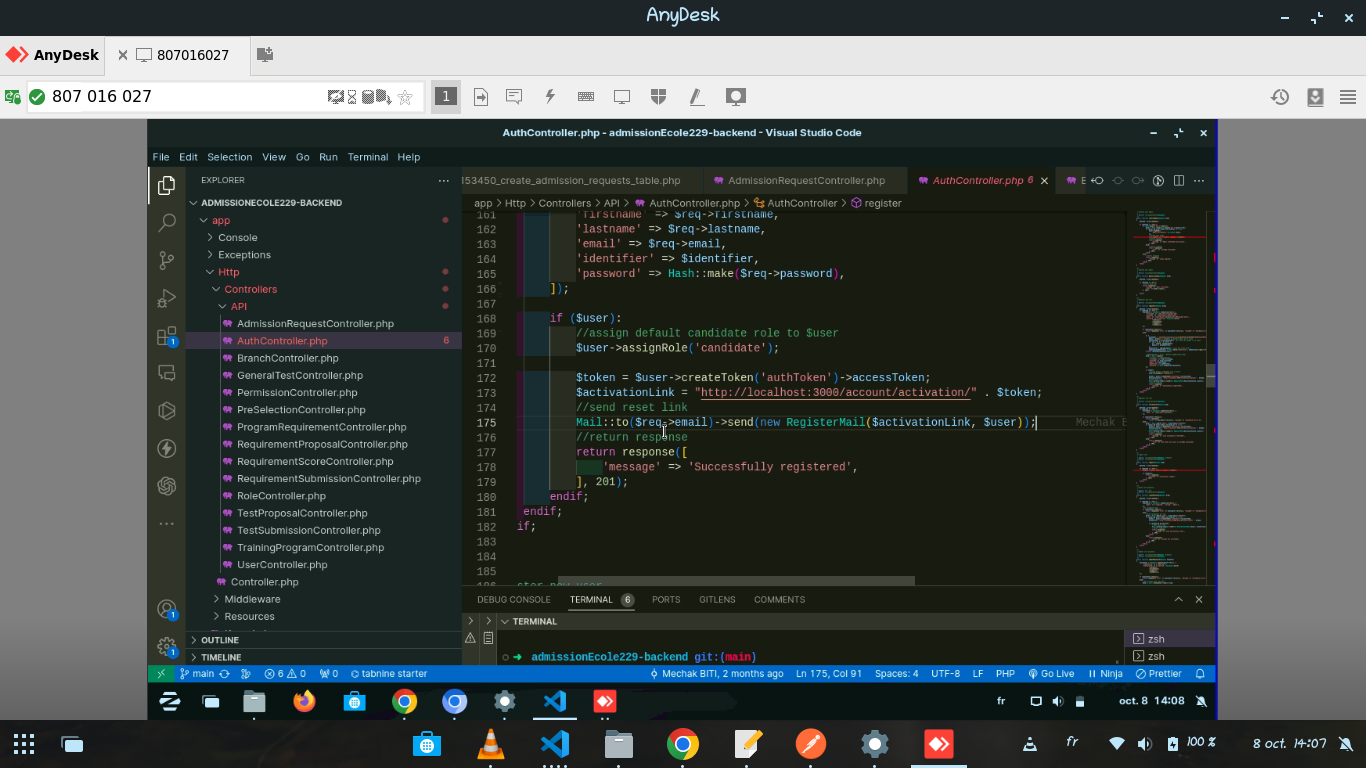 AnyDesk
AnyDesk
807016027
807 016 027
1
AuthController.php - admissionEcole229-backend - Visual Studio Code
File Edit Selection View Go Run Terminal Help
EXPLORER
153450_create_admission_requests_table.php
AdmissionRequestController.php
AuthController.php 6
app > Http > Controllers > API > AuthController.php > AuthController > register
ADMISSIONECOLE229-BACKEND
app
Console
Exceptions
Http
Controllers
API
AdmissionRequestController.php
AuthController.php 6
BranchController.php
GeneralTestController.php
PermissionController.php
PreSelectionController.php
ProgramRequirementController.php
RequirementProposalController.php
RequirementScoreController.php
RequirementSubmissionController.php
RoleController.php
TestProposalController.php
TestSubmissionController.php
TrainingProgramController.php
UserController.php
Controller.php
Middleware
Resources
OUTLINE
TIMELINE
1
1
1
161 'firstname' => $req->firstname,
162 'lastname' => $req->lastname,
163 'email' => $req->email,
164 'identifier' => $identifier,
165 'password' => Hash::make($req->password),
166 ]);
167
168 if ($user):
169 //assign default candidate role to $user
170 $user->assignRole('candidate');
171
172 $token = $user->createToken('authToken')->accessToken;
173 $activationLink = "http://localhost:3000/account/activation/" . $token;
174 //send reset link
175 Mail::to($req->email)->send(new RegisterMail($activationLink, $user)); Mechak
176 //return response
177 return response([
178 'message' => 'Successfully registered',
179 ], 201);
180 endif;
181 endif;
182 if;
183
184
185
186 ster new user
DEBUG CONSOLE TERMINAL 6 PORTS GITLENS COMMENTS
TERMINAL
admissionEcole229-backend git:(main)
zsh
zsh
main 6 0 0 tabnine starter Mechak BITI, 2 months ago Ln 175, Col 91 Spaces: 4 UTF-8 LF PHP Go Live Ninja Prettier
fr oct. 8 14:08
fr 100 % 8 oct. 14:07